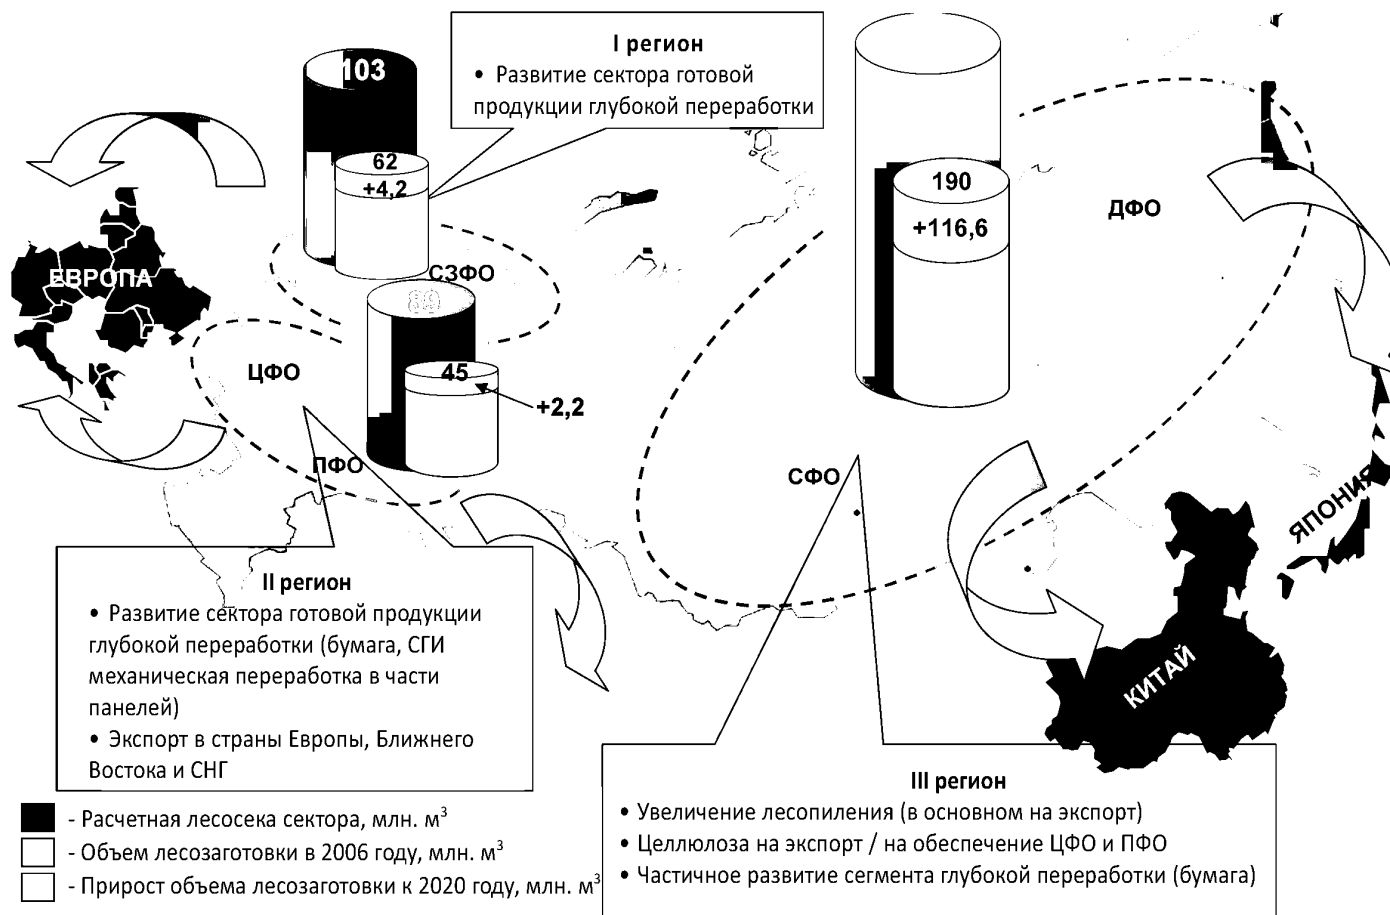 I регион
• Развитие сектора готовой
продукции глубокой переработки
103
62
+4,2
190
+116,6
ДФО
СЗФО
ЕВРОПА
89
ЦФО
45
+2,2
ПФО
СФО
ЯПОНИЯ
КИТАЙ
II регион
• Развитие сектора готовой продукции
глубокой переработки (бумага, СГИ
механическая переработка в части
панелей)
• Экспорт в страны Европы, Ближнего
Востока и СНГ
III регион
• Увеличение лесопиления (в основном на экспорт)
• Целлюлоза на экспорт / на обеспечение ЦФО и ПФО
• Частичное развитие сегмента глубокой переработки (бумага)
- Расчетная лесосека сектора, млн. м³
- Объем лесозаготовки в 2006 году, млн. м³
- Прирост объема лесозаготовки к 2020 году, млн. м³